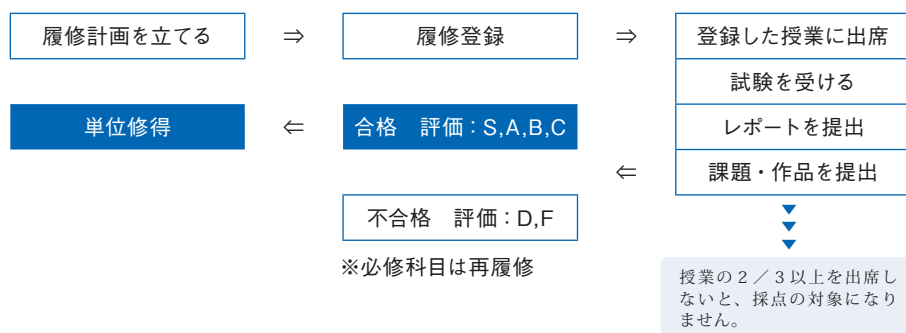 履修計画を立てる ⇒ 履修登録 ⇒ 登録した授業に出席
試験を受ける
レポートを提出
課題・作品を提出
⇐
合格 評価：S,A,B,C
⇐
単位修得
不合格 評価：D,F
※必修科目は再履修
授業の２／３以上を出席し
ないと、採点の対象になり
ません。